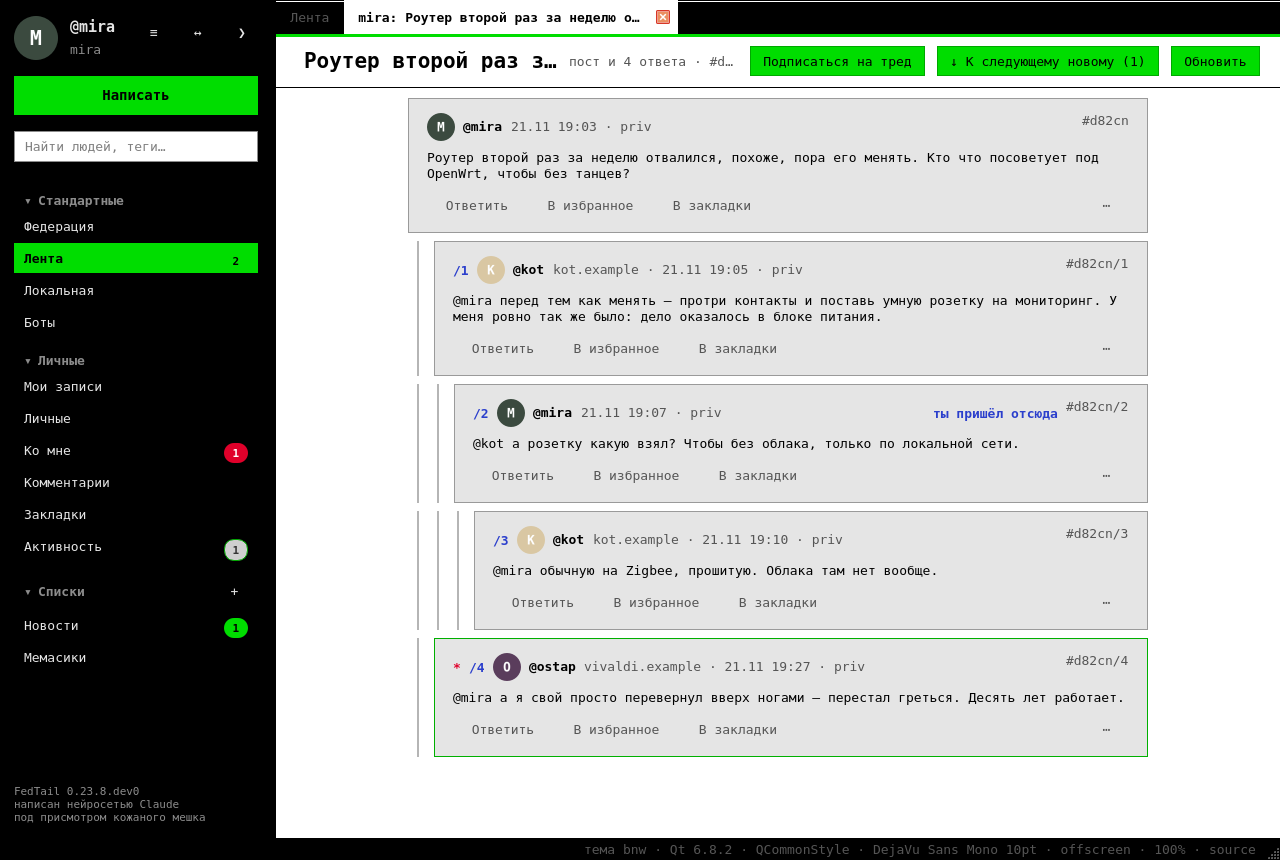 M @mira ≡ ↔ ❯
mira
Написать
Найти людей, теги…
▾ Стандартные
Федерация
Лента 2
Локальная
Боты
▾ Личные
Мои записи
Личные
Ко мне 1
Комментарии
Закладки
Активность 1
▾ Списки +
Новости 1
Мемасики
FedTail 0.23.8.dev0
написан нейросетью Claude
под присмотром кожаного мешка
Лента mira: Роутер второй раз за неделю о…
Роутер второй раз з… пост и 4 ответа · #d… Подписаться на тред ↓ К следующему новому (1) Обновить
M @mira 21.11 19:03 · priv #d82cn
Роутер второй раз за неделю отвалился, похоже, пора его менять. Кто что посоветует под
OpenWrt, чтобы без танцев?
Ответить В избранное В закладки …
/1 K @kot kot.example · 21.11 19:05 · priv #d82cn/1
@mira перед тем как менять — протри контакты и поставь умную розетку на мониторинг. У
меня ровно так же было: дело оказалось в блоке питания.
Ответить В избранное В закладки …
/2 M @mira 21.11 19:07 · priv ты пришёл отсюда #d82cn/2
@kot а розетку какую взял? Чтобы без облака, только по локальной сети.
Ответить В избранное В закладки …
/3 K @kot kot.example · 21.11 19:10 · priv #d82cn/3
@mira обычную на Zigbee, прошитую. Облака там нет вообще.
Ответить В избранное В закладки …
* /4 O @ostap vivaldi.example · 21.11 19:27 · priv #d82cn/4
@mira а я свой просто перевернул вверх ногами — перестал греться. Десять лет работает.
Ответить В избранное В закладки …
тема bnw · Qt 6.8.2 · QCommonStyle · DejaVu Sans Mono 10pt · offscreen · 100% · source